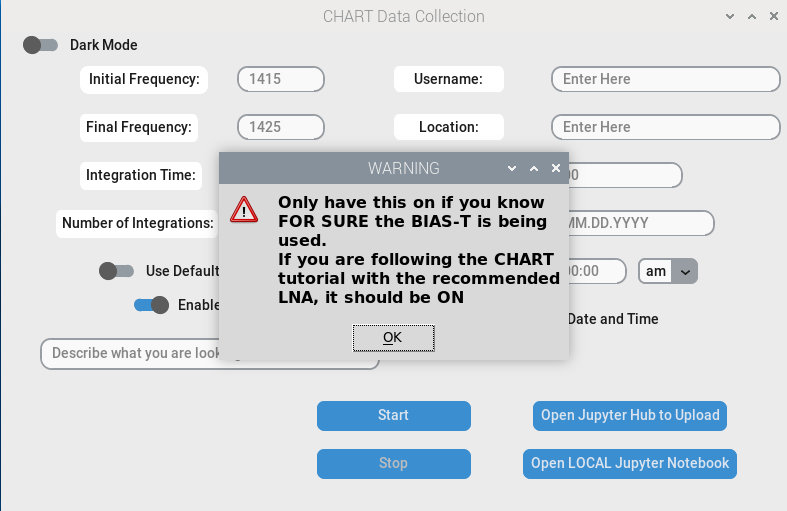 CHART Data Collection
Dark Mode
Initial Frequency: 1415 Username: Enter Here
Final Frequency: 1425 Location: Enter Here
Integration Time:
Number of Integrations: MM.DD.YYYY
Use Default 00:00 am
Enable
Date and Time
Describe what you are
WARNING
Only have this on if you know
FOR SURE the BIAS-T is being
used.
If you are following the CHART
tutorial with the recommended
LNA, it should be ON
OK
Start Open Jupyter Hub to Upload
Stop Open LOCAL Jupyter Notebook